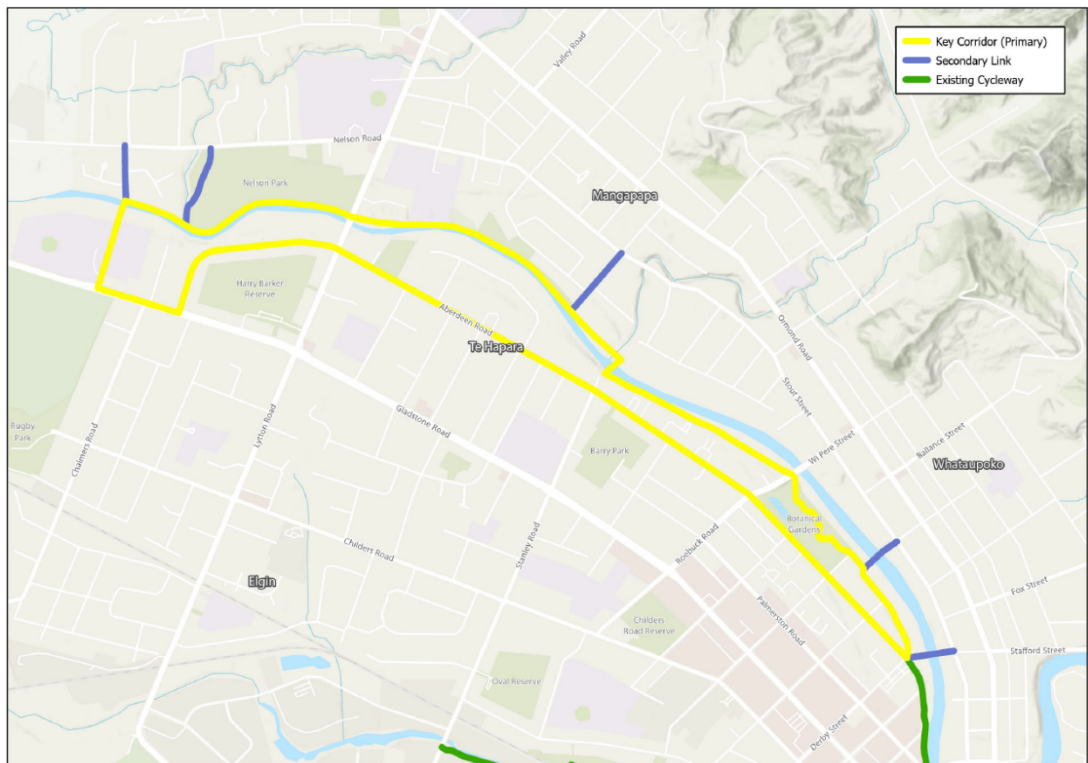 Key Corridor (Primary)
Secondary Link
Existing Cycleway
Valley Road
Nelson Road
Nelson Park
Mangapapa
Harry Barker
Reserve
Aberdeen Road
Te Hapara
Ormond Road
Stout Street
Gladstone Road
Rugby
Park
Chalmers Road
Lytton Road
Barry Park
Wi Pere Street
Ballance Street
Whataupoko
Botanical
Gardens
Roebuck Road
Stanley Road
Childers Road
Elgin
Fox Street
Palmerston Road
Childers
Road Reserve
Stafford Street
Oval Reserve
Derby Street